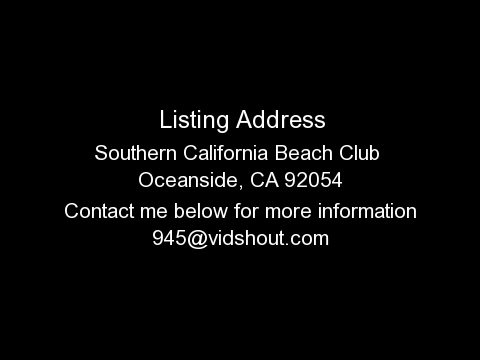 Listing Address
Southern California Beach Club
Oceanside, CA 92054
Contact me below for more information
945@vidshout.com